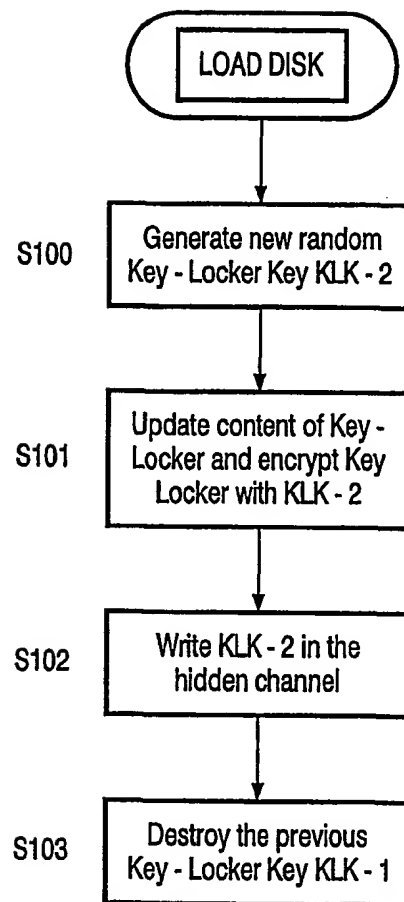 LOAD DISK
S100
Generate new random
Key - Locker Key KLK - 2
S101
Update content of Key -
Locker and encrypt Key
Locker with KLK - 2
S102
Write KLK - 2 in the
hidden channel
S103
Destroy the previous
Key - Locker Key KLK - 1